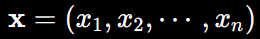 𝐱 = (x₁, x₂, ⋯ , xₙ)